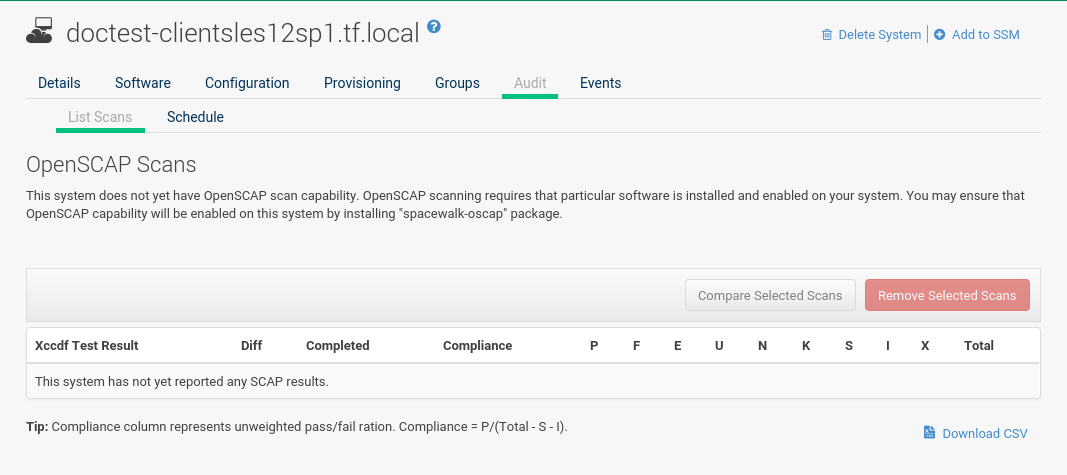 doctest-clientsles12sp1.tf.local ?
Delete System | Add to SSM
Details Software Configuration Provisioning Groups Audit Events
List Scans Schedule
OpenSCAP Scans
This system does not yet have OpenSCAP scan capability. OpenSCAP scanning requires that particular software is installed and enabled on your system. You may ensure that
OpenSCAP capability will be enabled on this system by installing "spacewalk-oscap" package.
Compare Selected Scans Remove Selected Scans
Xccdf Test Result Diff Completed Compliance P F E U N K S I X Total
This system has not yet reported any SCAP results.
Tip: Compliance column represents unweighted pass/fail ration. Compliance = P/(Total - S - I).
Download CSV